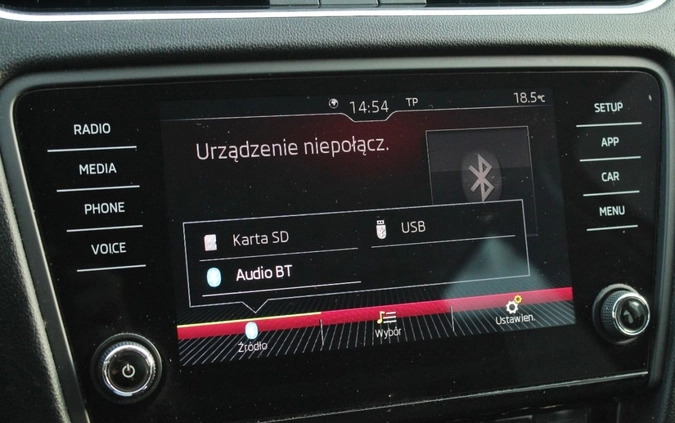 14:54 TP 18.5°C
RADIO
MEDIA
PHONE
VOICE
Urządzenie niepołącz.
Karta SD
USB
Audio BT
Źródło
Wybór
Ustawien.
SETUP
APP
CAR
MENU